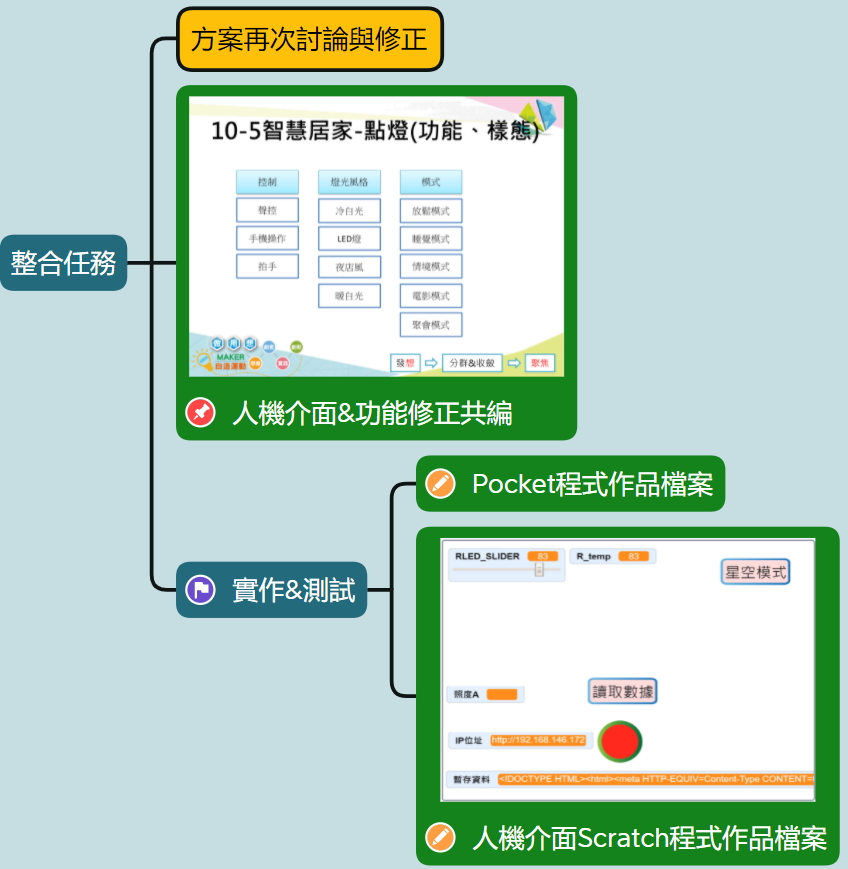 方案再次討論與修正
整合任務
10-5智慧居家-點燈(功能、樣態)
控制
燈光風格
模式
聲控
冷白光
放鬆模式
手機操作
LED燈
睡覺模式
拍手
夜店風
情境模式
暖白光
電影模式
聚會模式
MAKER
自造運動
發想
分群&收斂
聚焦
人機介面&功能修正共編
實作&測試
Pocket程式作品檔案
RLED_SLIDER 83
R_temp 83
星空模式
照度A
讀取數據
IP位址 http://192.168.146.172
暫存資料 <!DOCTYPE HTML><html><meta HTTP-EQUIV=Content-Type CONTENT=
人機介面Scratch程式作品檔案